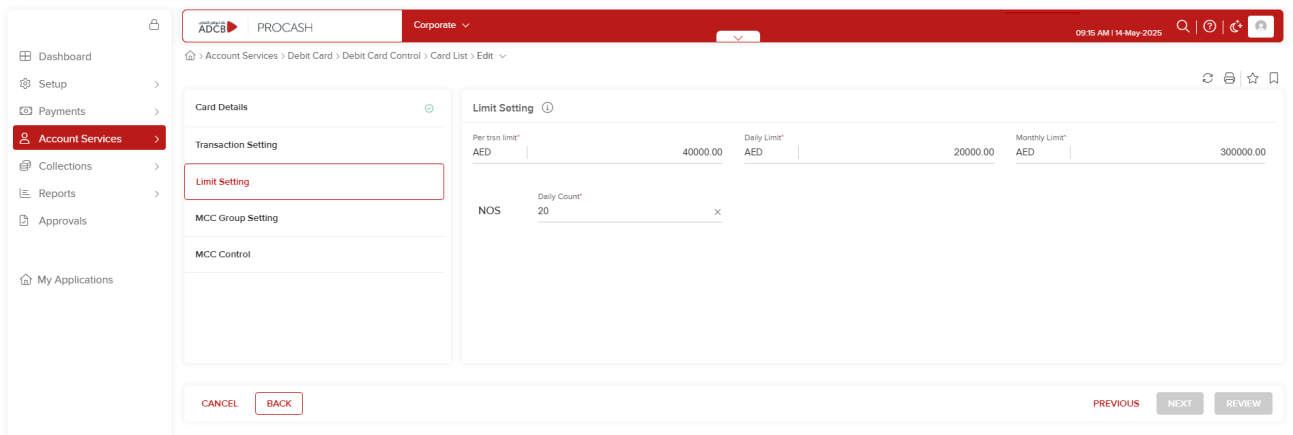 ADCB
PROCASH
Corporate
09:15 AM | 14-May-2025
Account Services > Debit Card > Debit Card Control > Card List > Edit
Dashboard
Setup
Payments
Account Services
Collections
Reports
Approvals
My Applications
Card Details
Transaction Setting
Limit Setting
MCC Group Setting
MCC Control
Limit Setting
Per trsn limit*
AED 40000.00
Daily Limit*
AED 20000.00
Monthly Limit*
AED 300000.00
NOS
Daily Count*
20
CANCEL
BACK
PREVIOUS
NEXT
REVIEW